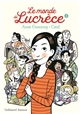 Le monde
de
Lucrèce
Anne Goscinny · Catel
Gallimard Jeunesse